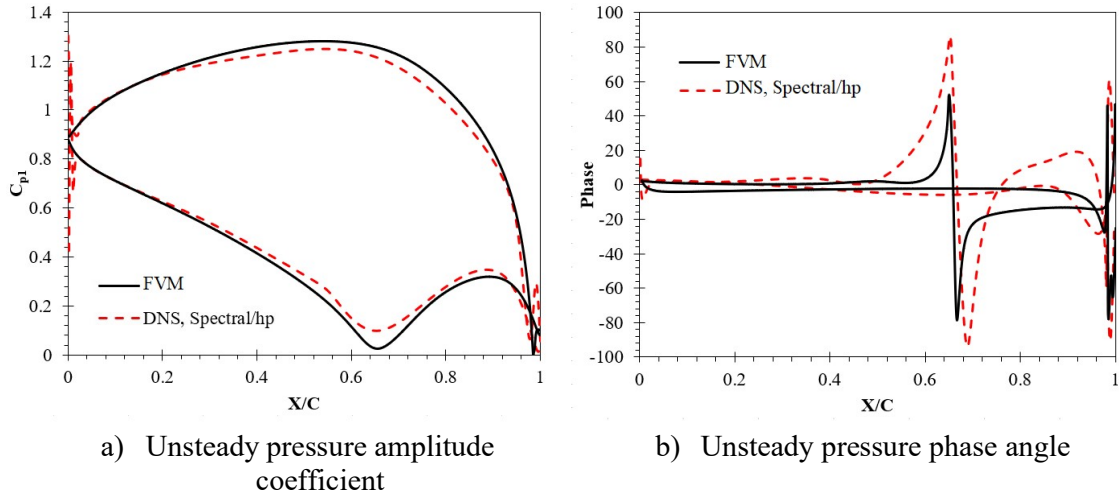 1.4
1.2
1
0.8
0.6
0.4
0.2
0
C_p1
FVM
DNS, Spectral/hp
0 0.2 0.4 0.6 0.8 1
X/C
a) Unsteady pressure amplitude
coefficient
100
80
60
40
20
0
-20
-40
-60
-80
-100
Phase
FVM
DNS, Spectral/hp
0 0.2 0.4 0.6 0.8 1
X/C
b) Unsteady pressure phase angle